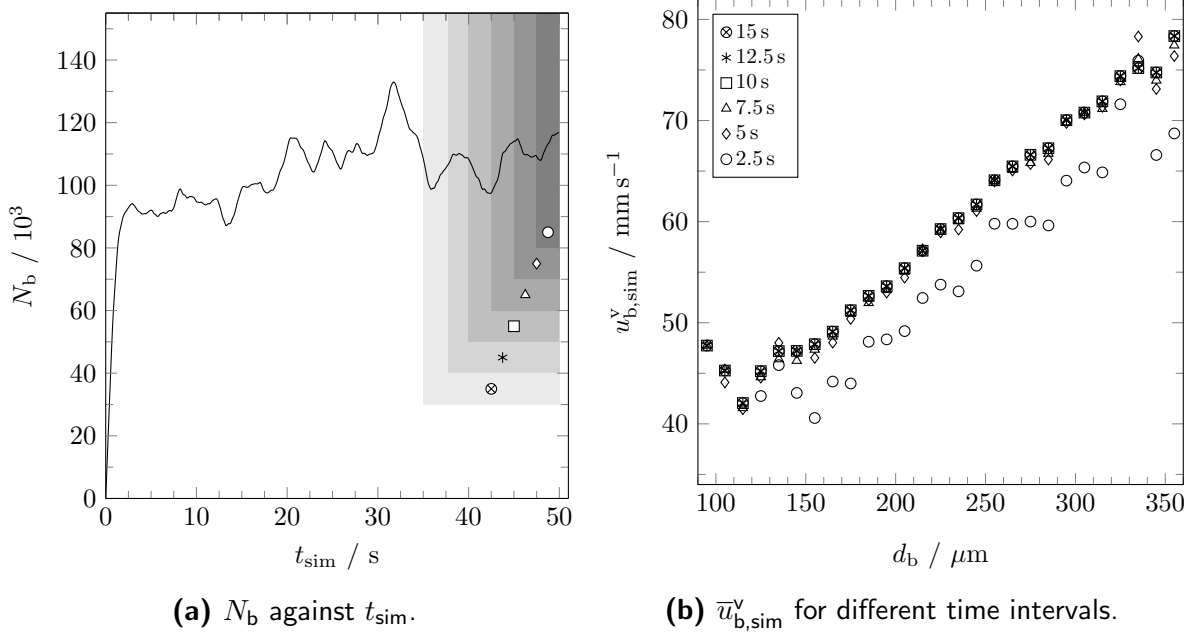 140
120
100
80
60
40
20
0
0 10 20 30 40 50
N_b / 10^3
t_sim / s
(a) N_b against t_sim.
80
70
60
50
40
100 150 200 250 300 350
u^v_b,sim / mm s^−1
d_b / μm
15 s
12.5 s
10 s
7.5 s
5 s
2.5 s
(b) u̅^v_b,sim for different time intervals.